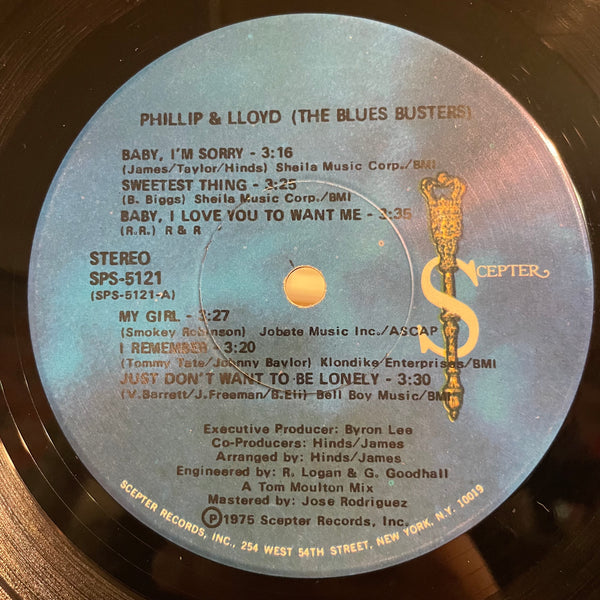 PHILLIP & LLOYD (THE BLUES BUSTERS)
BABY, I'M SORRY - 3:16
(James/Taylor/Hinds) Sheila Music Corp./BMI
SWEETEST THING - 3:25
(B. Biggs) Sheila Music Corp./BMI
BABY, I LOVE YOU TO WANT ME - 3:35
(R.R.) R & R
STEREO
SPS-5121
(SPS-5121-A)
SCEPTER
MY GIRL - 3:27
(Smokey Robinson) Jobete Music Inc./ASCAP
I REMEMBER - 3:20
(Tommy Tate/Johnny Baylor) Klondike Enterprises/BMI
JUST DON'T WANT TO BE LONELY - 3:30
(V.Barrett/J.Freeman/B.Eli) Bell Boy Music/BMI
Executive Producer: Byron Lee
Co-Producers: Hinds/James
Arranged by: Hinds/James
Engineered by: R. Logan & G. Goodhall
A Tom Moulton Mix
Mastered by: Jose Rodriguez
Ⓟ1975 Scepter Records, Inc.
SCEPTER RECORDS, INC., 254 WEST 54TH STREET, NEW YORK, N.Y. 10019